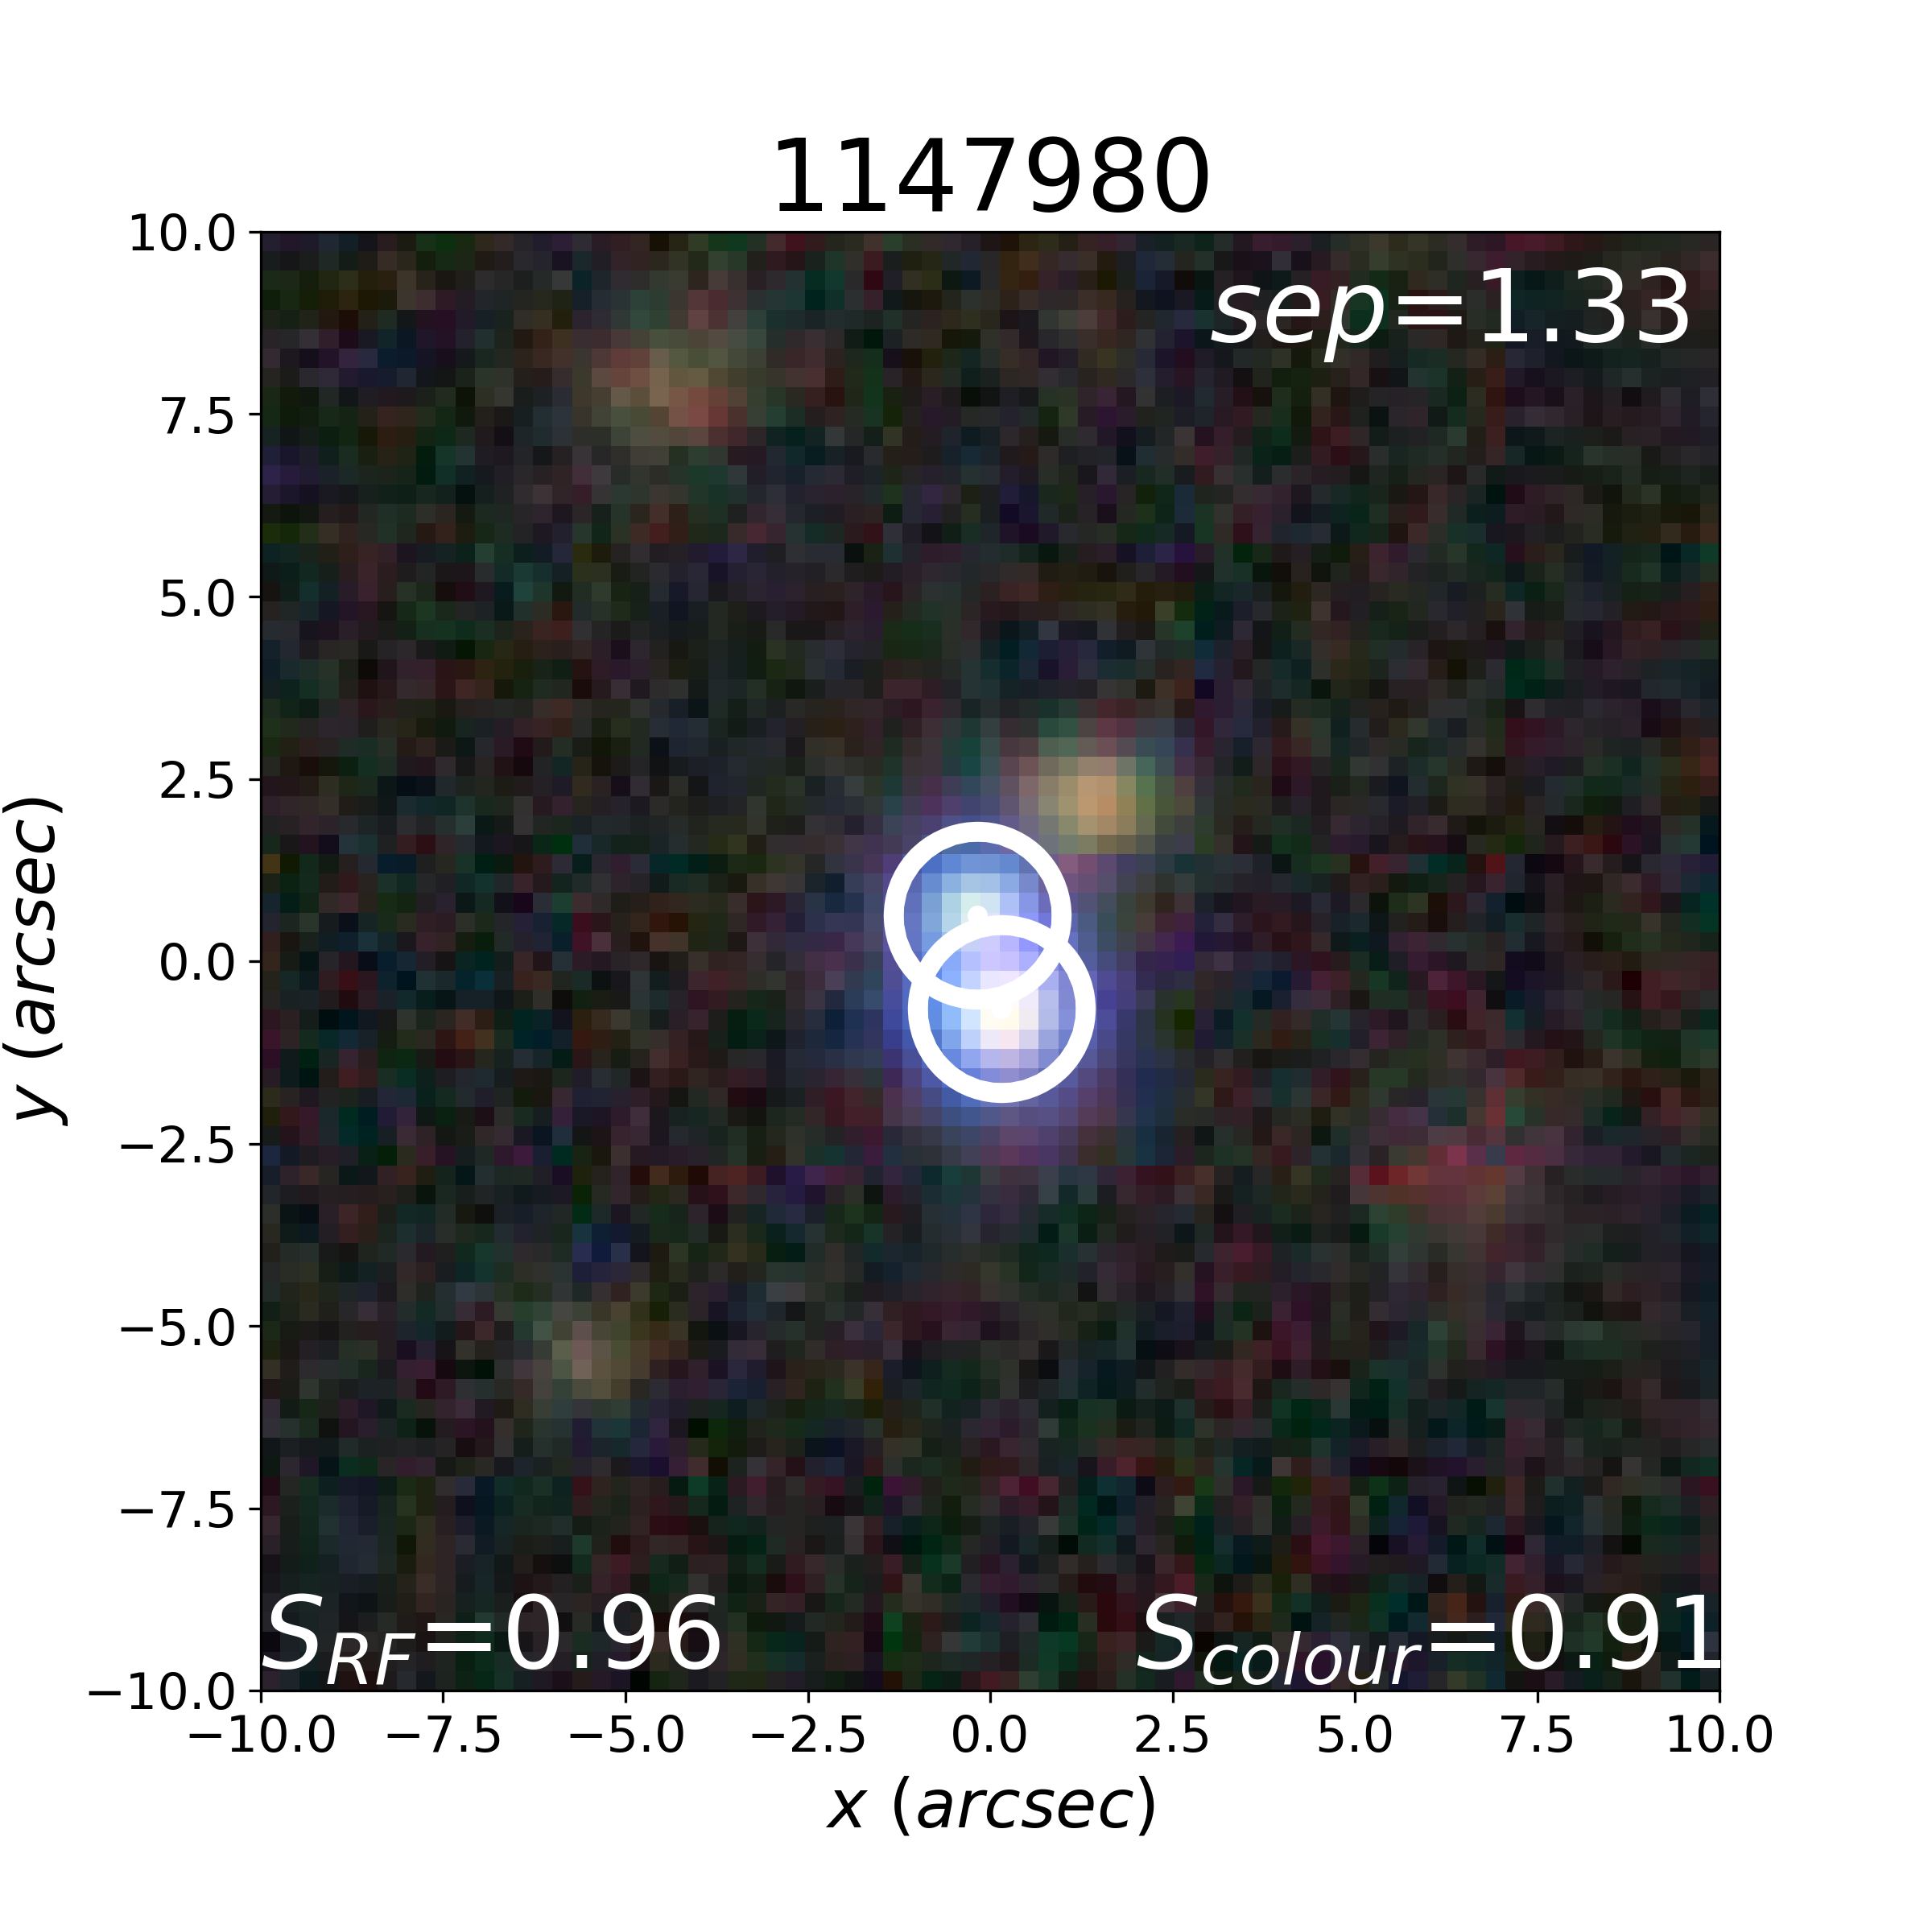 1147980
sep=1.33
10.0
7.5
5.0
2.5
0.0
−2.5
−5.0
−7.5
−10.0
y (arcsec)
S_RF=0.96
S_colour=0.91
−10.0 −7.5 −5.0 −2.5 0.0 2.5 5.0 7.5 10.0
x (arcsec)